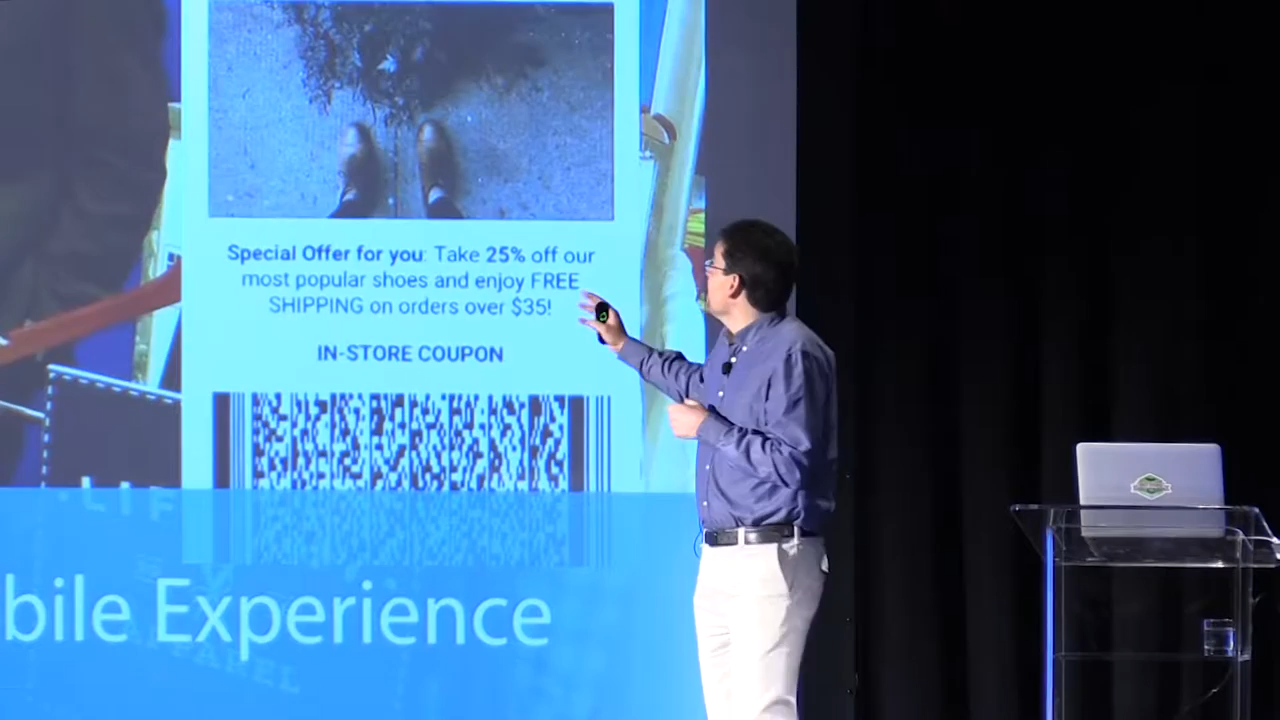 Special Offer for you: Take 25% off our
most popular shoes and enjoy FREE
SHIPPING on orders over $35!
IN-STORE COUPON
LIF
bile Experience